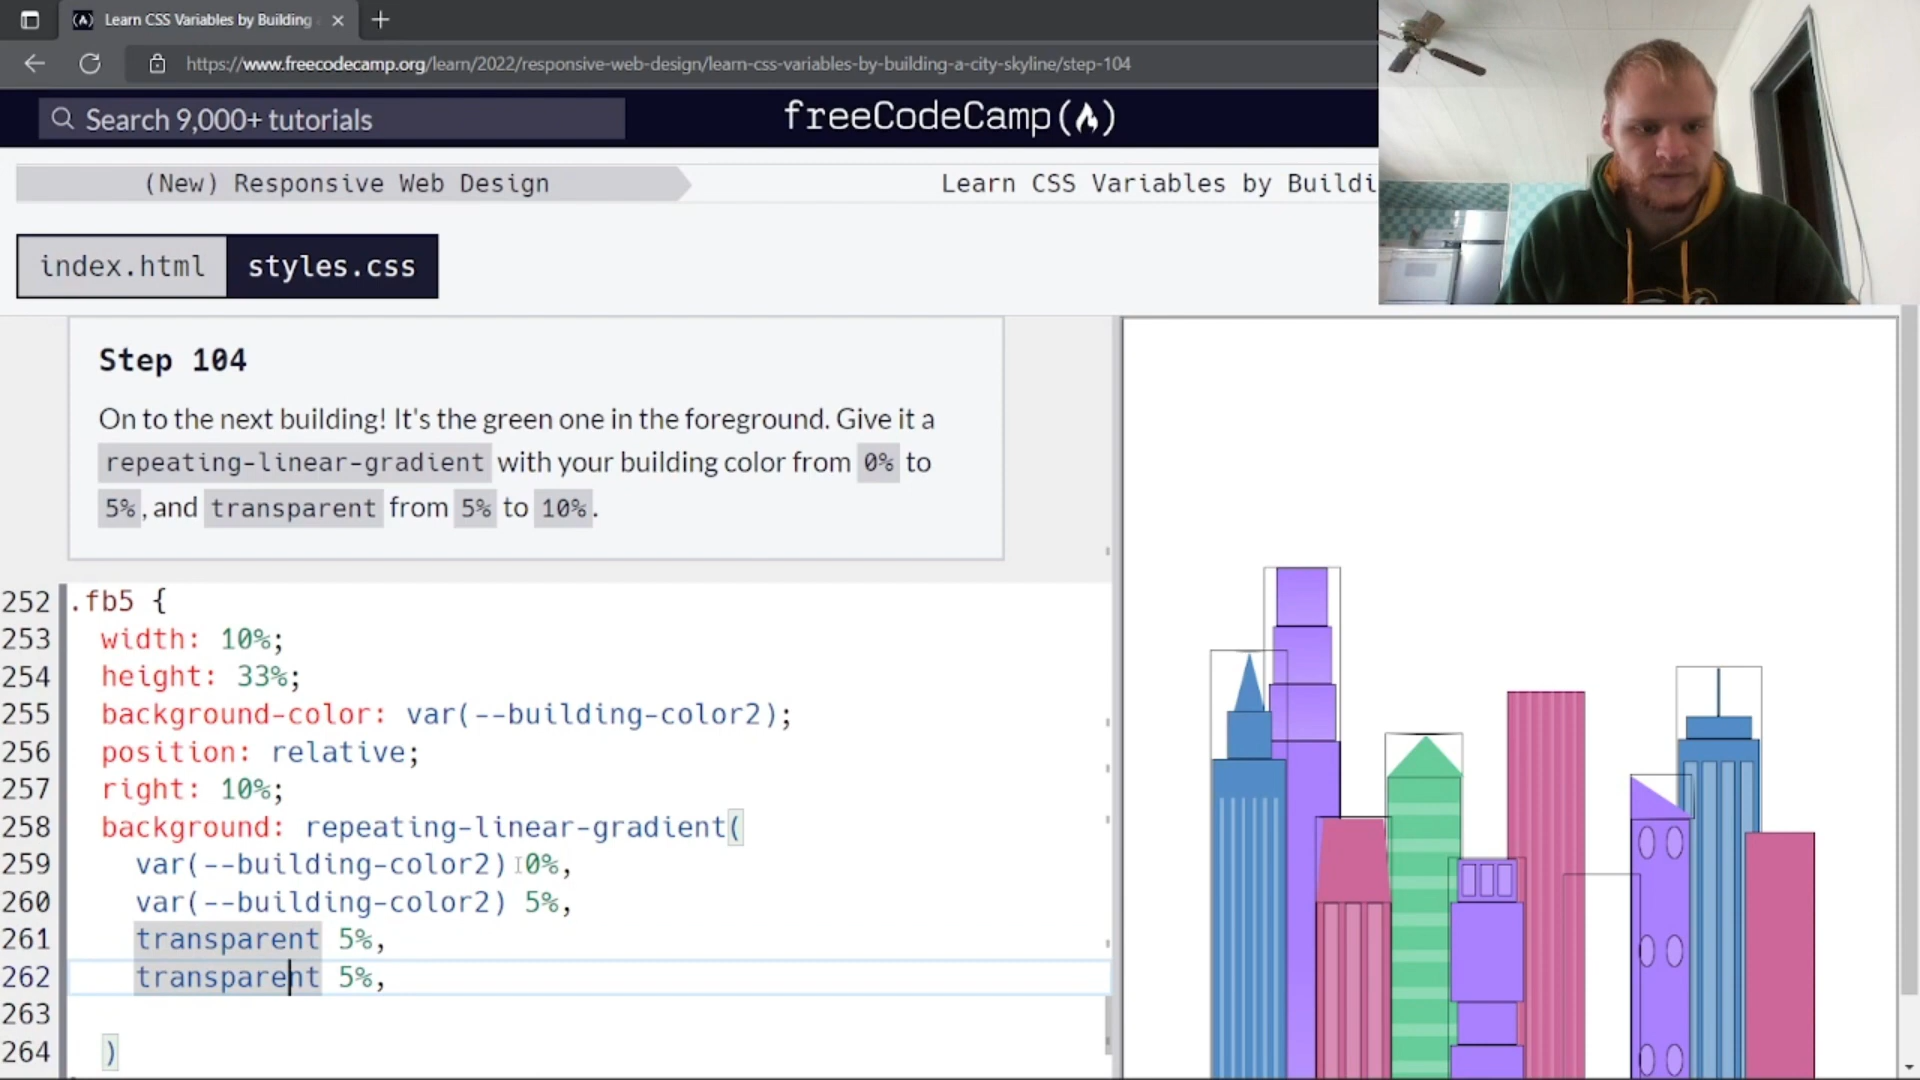 Learn CSS Variables by Building
https://www.freecodecamp.org/learn/2022/responsive-web-design/learn-css-variables-by-building-a-city-skyline/step-104
Search 9,000+ tutorials
freeCodeCamp
(New) Responsive Web Design
Learn CSS Variables by Buildi
index.html
styles.css
Step 104
On to the next building! It's the green one in the foreground. Give it a
repeating-linear-gradient with your building color from 0% to
5%, and transparent from 5% to 10%.
252 .fb5 {
253 width: 10%;
254 height: 33%;
255 background-color: var(--building-color2);
256 position: relative;
257 right: 10%;
258 background: repeating-linear-gradient(
259 var(--building-color2) 0%,
260 var(--building-color2) 5%,
261 transparent 5%,
262 transparent 5%,
263
264 )